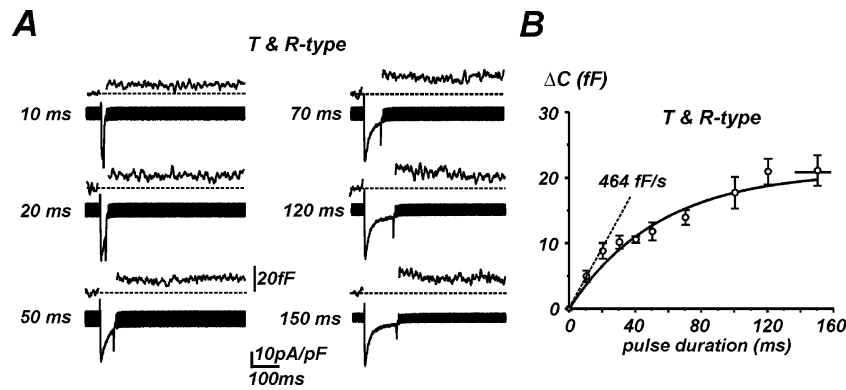 A
B
T & R-type
10 ms
70 ms
20 ms
120 ms
50 ms
20fF
150 ms
10pA/pF
100ms
ΔC (fF)
30
T & R-type
464 fF/s
20
10
0
0 40 80 120 160
pulse duration (ms)